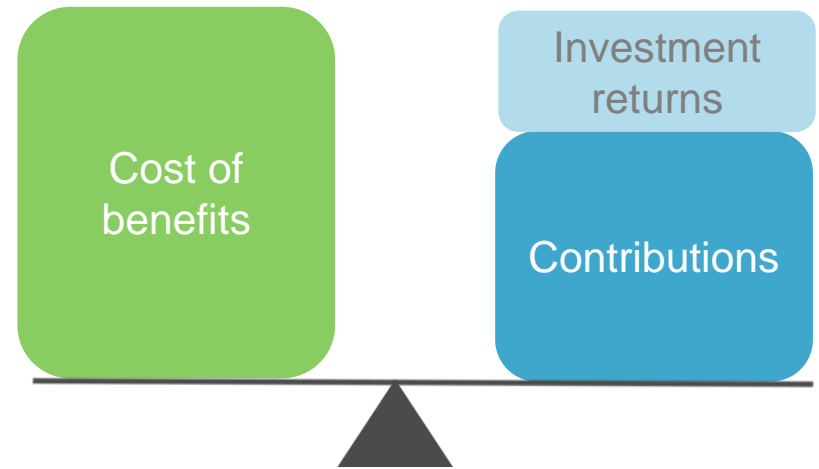 Cost of
benefits
Investment
returns
Contributions